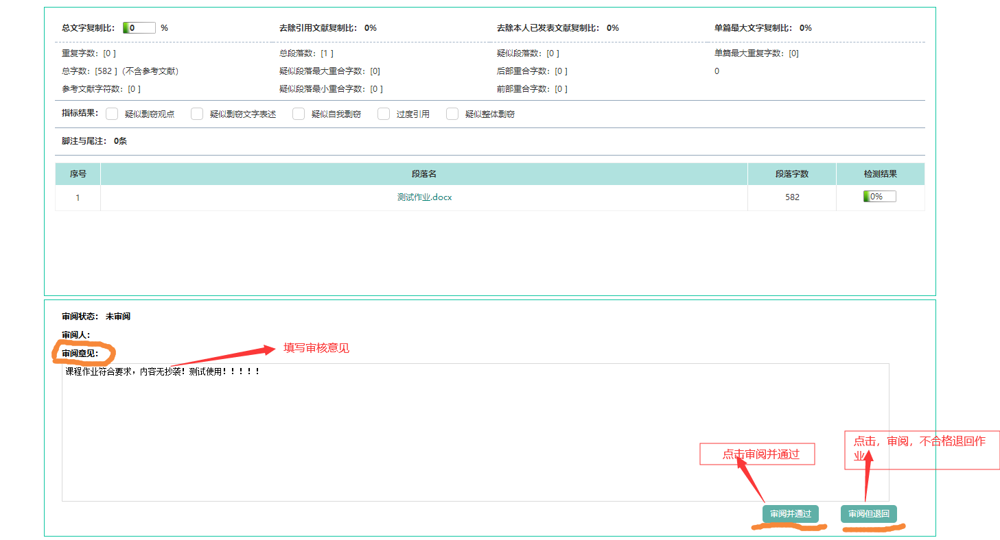 总文字复制比： 0 % 去除引用文献复制比： 0% 去除本人已发表文献复制比： 0% 单篇最大文字复制比： 0%
重复字数：[0 ] 总段落数：[1 ] 疑似段落数：[0 ] 单篇最大重复字数：[0]
总字数：[582 ]（不含参考文献） 疑似段落最大重合字数：[0] 后部重合字数：[0 ] 0
参考文献字符数：[0 ] 疑似段落最小重合字数：[0 ] 前部重合字数：[0 ]
指标结果： 疑似剽窃观点 疑似剽窃文字表述 疑似自我剽窃 过度引用 疑似整体剽窃
脚注与尾注： 0条
序号 段落名 段落字数 检测结果
1 测试作业.docx 582 0%
审阅状态： 未审阅
审阅人：
审阅意见：
填写审核意见
课程作业符合要求，内容无抄袭！测试使用！！！！！
点击审阅并通过
点击，审阅，不合格退回作
业
审阅并通过 审阅但退回